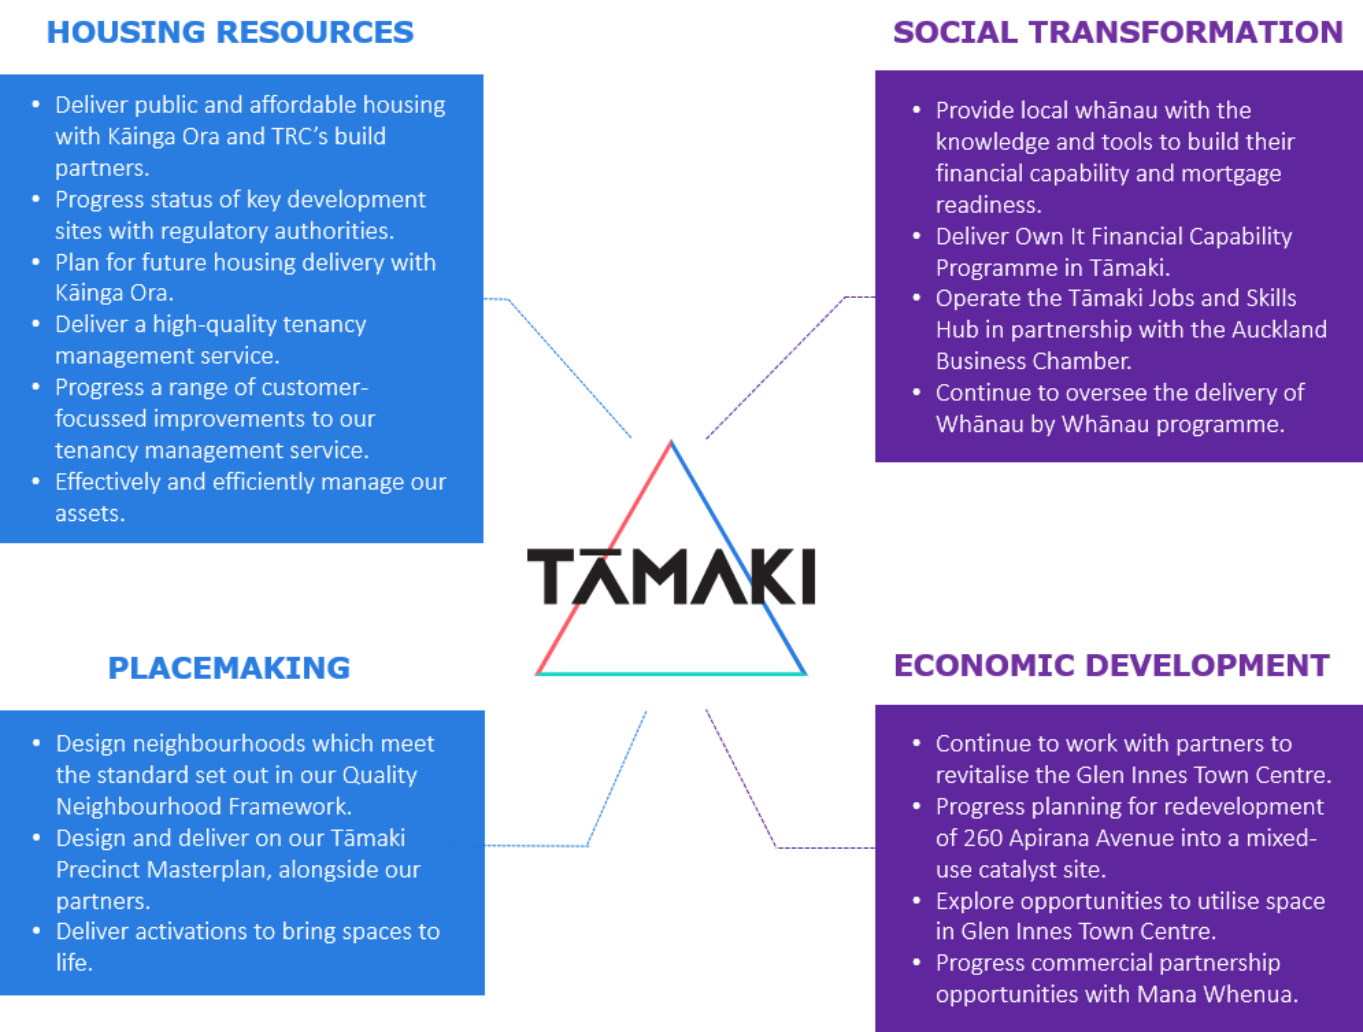 HOUSING RESOURCES
• Deliver public and affordable housing
with Kāinga Ora and TRC’s build
partners.
• Progress status of key development
sites with regulatory authorities.
• Plan for future housing delivery with
Kāinga Ora.
• Deliver a high-quality tenancy
management service.
• Progress a range of customer-
focussed improvements to our
tenancy management service.
• Effectively and efficiently manage our
assets.
SOCIAL TRANSFORMATION
• Provide local whānau with the
knowledge and tools to build their
financial capability and mortgage
readiness.
• Deliver Own It Financial Capability
Programme in Tāmaki.
• Operate the Tāmaki Jobs and Skills
Hub in partnership with the Auckland
Business Chamber.
• Continue to oversee the delivery of
Whānau by Whānau programme.
TĀMAKI
PLACEMAKING
• Design neighbourhoods which meet
the standard set out in our Quality
Neighbourhood Framework.
• Design and deliver on our Tāmaki
Precinct Masterplan, alongside our
partners.
• Deliver activations to bring spaces to
life.
ECONOMIC DEVELOPMENT
• Continue to work with partners to
revitalise the Glen Innes Town Centre.
• Progress planning for redevelopment
of 260 Apirana Avenue into a mixed-
use catalyst site.
• Explore opportunities to utilise space
in Glen Innes Town Centre.
• Progress commercial partnership
opportunities with Mana Whenua.